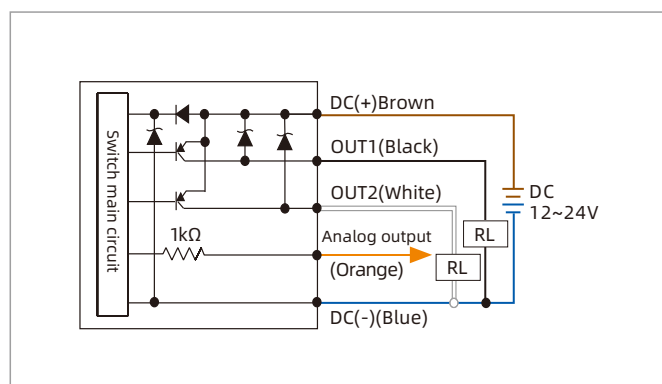 DC(+)Brown
Switch main circuit
OUT1(Black)
OUT2(White)
DC
12~24V
1kΩ
Analog output
(Orange)
RL
RL
DC(-)(Blue)